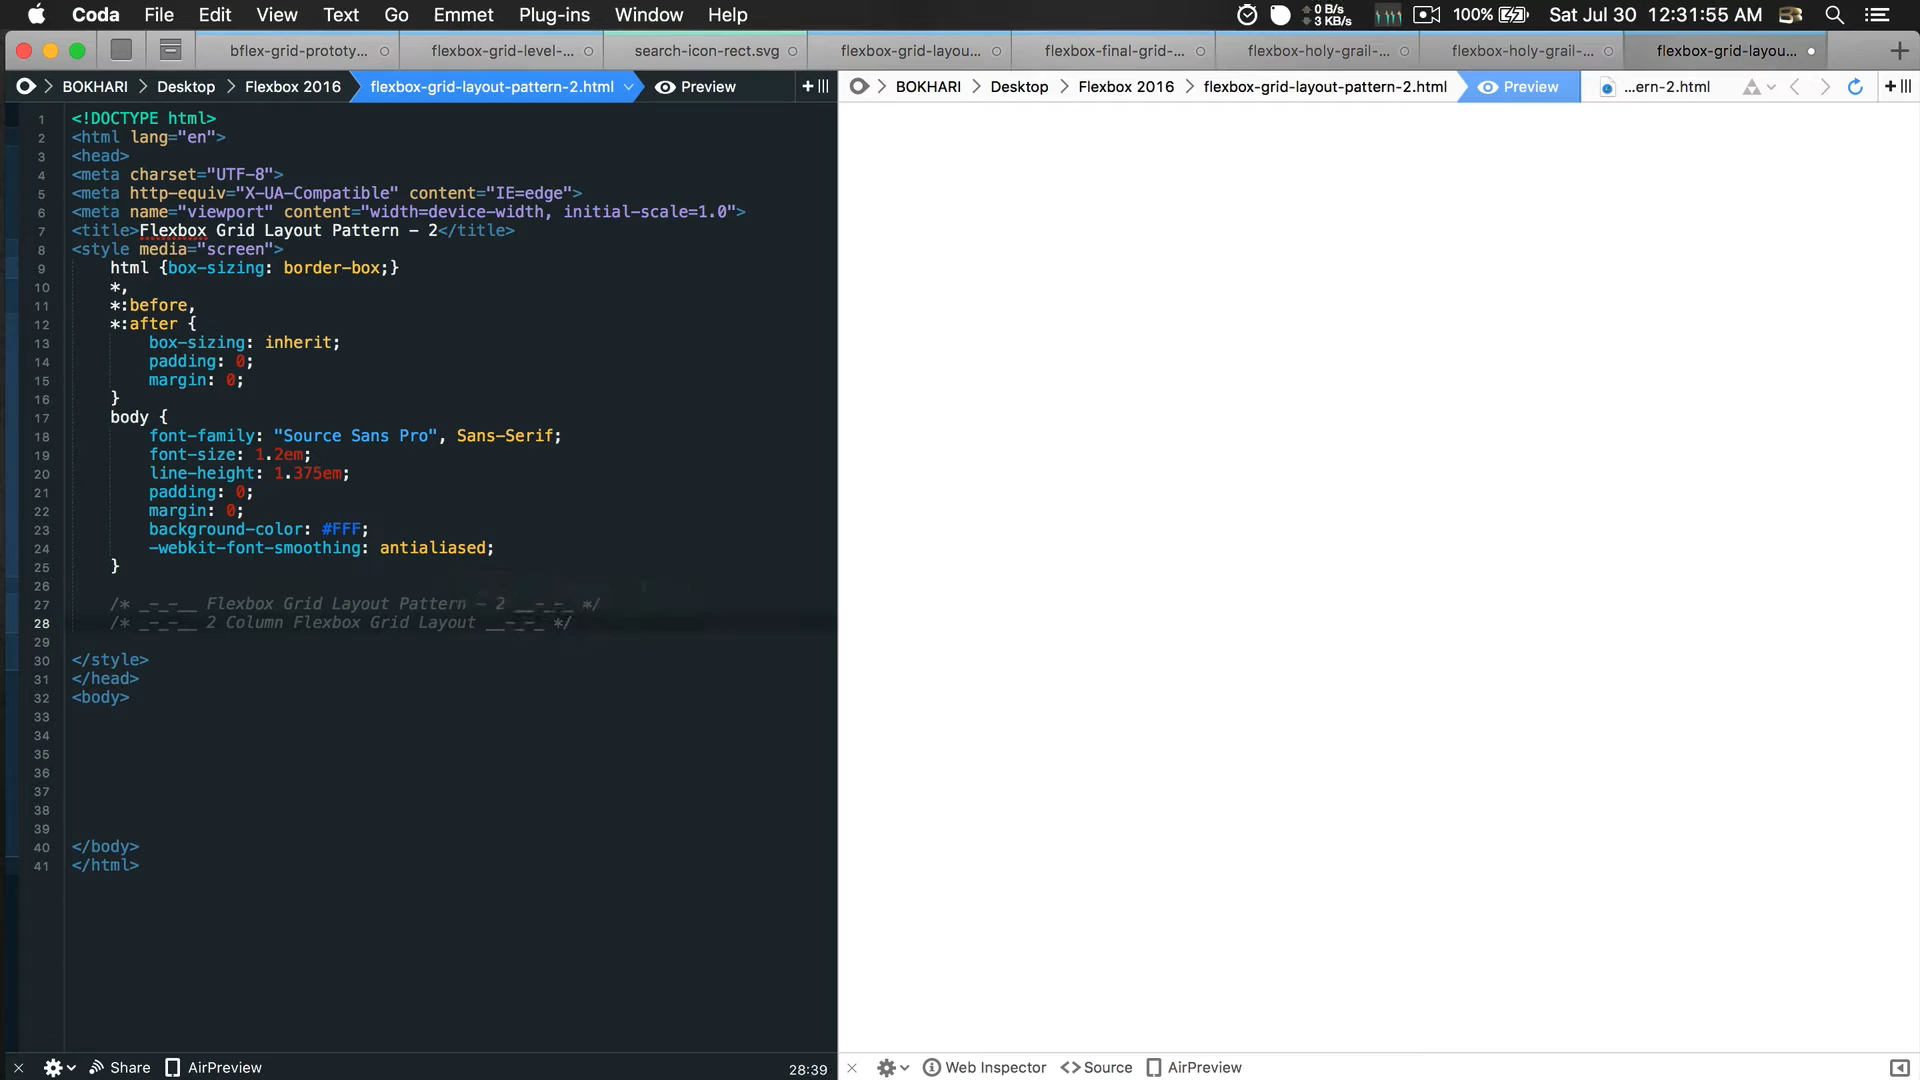 Coda File Edit View Insert Text Go Emmet Plug-ins Window Help 0 B/s 3 KB/s 100% Sat Jul 30 12:31:55 AM
bflex-grid-prototy... flexbox-grid-level-... search-icon-rect.svg flexbox-grid-layou... flexbox-final-grid-... flexbox-holy-grail-... flexbox-holy-grail-... flexbox-grid-layou...
BOKHARI Desktop Flexbox 2016 flexbox-grid-layout-pattern-2.html Preview
BOKHARI Desktop Flexbox 2016 flexbox-grid-layout-pattern-2.html Preview ...ern-2.html
1 <!DOCTYPE html>
2 <html lang="en">
3 <head>
4 <meta charset="UTF-8">
5 <meta http-equiv="X-UA-Compatible" content="IE=edge">
6 <meta name="viewport" content="width=device-width, initial-scale=1.0">
7 <title>Flexbox Grid Layout Pattern - 2</title>
8 <style media="screen">
9 html {box-sizing: border-box;}
10 *,
11 *:before,
12 *:after {
13 box-sizing: inherit;
14 padding: 0;
15 margin: 0;
16 }
17 body {
18 font-family: "Source Sans Pro", Sans-Serif;
19 font-size: 1.2em;
20 line-height: 1.375em;
21 padding: 0;
22 margin: 0;
23 background-color: #FFF;
24 -webkit-font-smoothing: antialiased;
25 }
26
27 /* _-_-__ Flexbox Grid Layout Pattern - 2 __-_-_ */
28 /* _-_-__ 2 Column Flexbox Grid Layout __-_-_ */
29
30 </style>
31 </head>
32 <body>
33
34
35
36
37
38
39
40 </body>
41 </html>
Share AirPreview 28:39
Web Inspector <> Source AirPreview